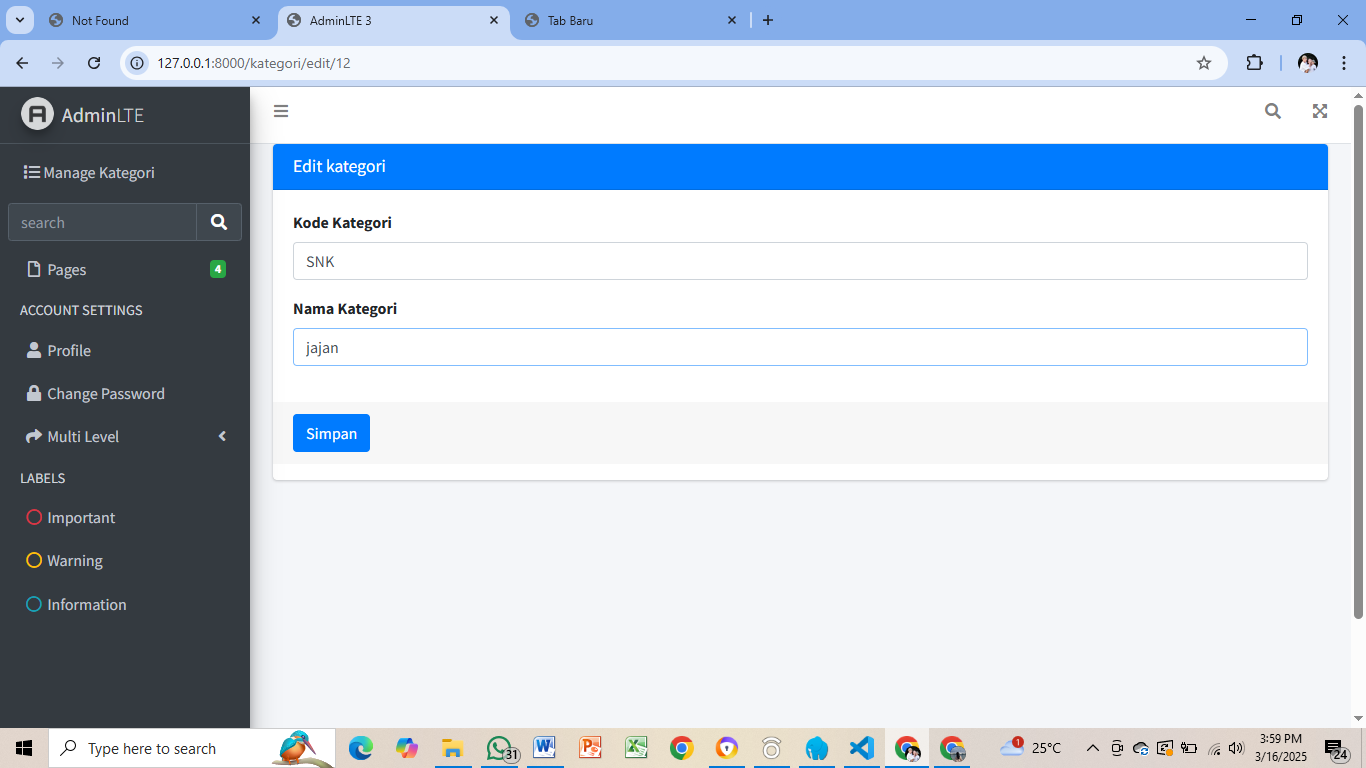 Not Found
AdminLTE 3
Tab Baru
127.0.0.1:8000/kategori/edit/12
AdminLTE
Manage Kategori
search
Pages
4
ACCOUNT SETTINGS
Profile
Change Password
Multi Level
LABELS
Important
Warning
Information
Edit kategori
Kode Kategori
SNK
Nama Kategori
jajan
Simpan
Type here to search
31
1
25°C
3:59 PM
3/16/2025
24